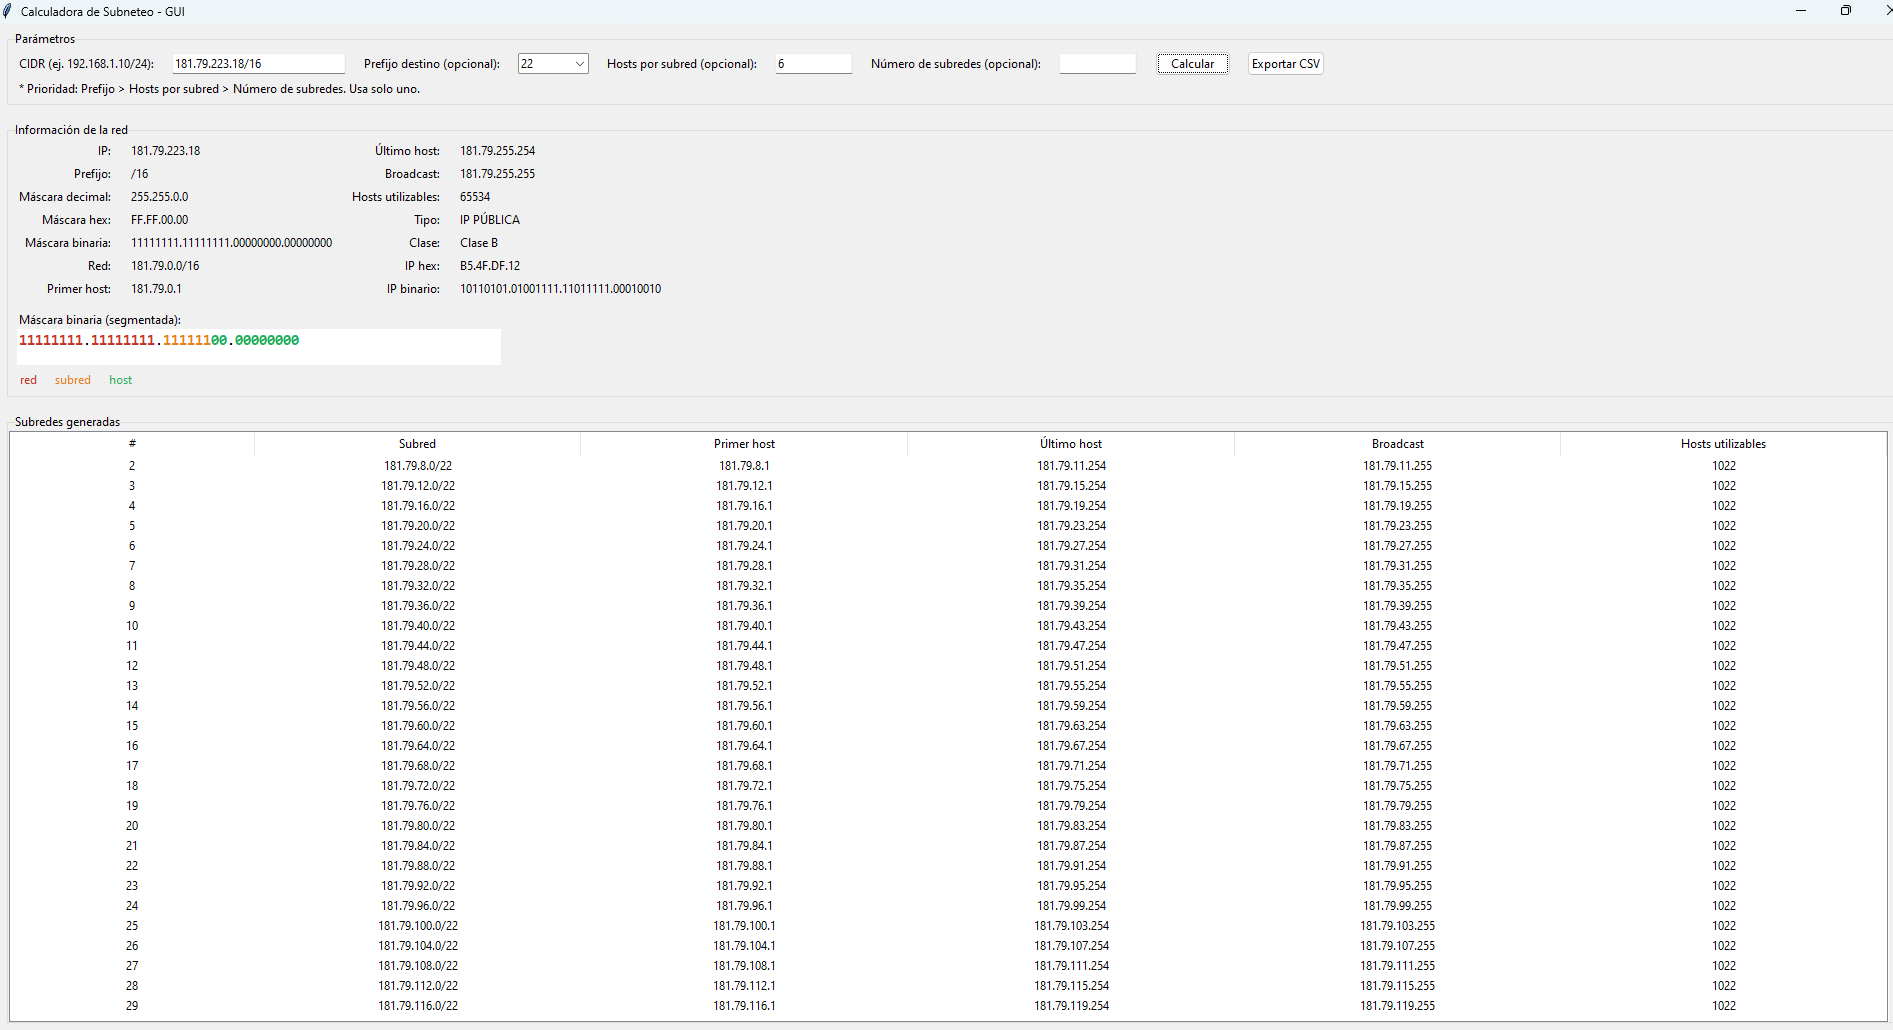 Calculadora de Subneteo - GUI
Parámetros
CIDR (ej. 192.168.1.10/24): 181.79.223.18/16 Prefijo destino (opcional): 22 Hosts por subred (opcional): 6 Número de subredes (opcional): Calcular Exportar CSV
* Prioridad: Prefijo > Hosts por subred > Número de subredes. Usa solo uno.
Información de la red
IP: 181.79.223.18 Último host: 181.79.255.254
Prefijo: /16 Broadcast: 181.79.255.255
Máscara decimal: 255.255.0.0 Hosts utilizables: 65534
Máscara hex: FF.FF.00.00 Tipo: IP PÚBLICA
Máscara binaria: 11111111.11111111.00000000.00000000 Clase: Clase B
Red: 181.79.0.0/16 IP hex: B5.4F.DF.12
Primer host: 181.79.0.1 IP binario: 10110101.01001111.11011111.00010010
Máscara binaria (segmentada):
11111111.11111111.11111100.00000000
red subred host
Subredes generadas
# Subred Primer host Último host Broadcast Hosts utilizables
2 181.79.8.0/22 181.79.8.1 181.79.11.254 181.79.11.255 1022
3 181.79.12.0/22 181.79.12.1 181.79.15.254 181.79.15.255 1022
4 181.79.16.0/22 181.79.16.1 181.79.19.254 181.79.19.255 1022
5 181.79.20.0/22 181.79.20.1 181.79.23.254 181.79.23.255 1022
6 181.79.24.0/22 181.79.24.1 181.79.27.254 181.79.27.255 1022
7 181.79.28.0/22 181.79.28.1 181.79.31.254 181.79.31.255 1022
8 181.79.32.0/22 181.79.32.1 181.79.35.254 181.79.35.255 1022
9 181.79.36.0/22 181.79.36.1 181.79.39.254 181.79.39.255 1022
10 181.79.40.0/22 181.79.40.1 181.79.43.254 181.79.43.255 1022
11 181.79.44.0/22 181.79.44.1 181.79.47.254 181.79.47.255 1022
12 181.79.48.0/22 181.79.48.1 181.79.51.254 181.79.51.255 1022
13 181.79.52.0/22 181.79.52.1 181.79.55.254 181.79.55.255 1022
14 181.79.56.0/22 181.79.56.1 181.79.59.254 181.79.59.255 1022
15 181.79.60.0/22 181.79.60.1 181.79.63.254 181.79.63.255 1022
16 181.79.64.0/22 181.79.64.1 181.79.67.254 181.79.67.255 1022
17 181.79.68.0/22 181.79.68.1 181.79.71.254 181.79.71.255 1022
18 181.79.72.0/22 181.79.72.1 181.79.75.254 181.79.75.255 1022
19 181.79.76.0/22 181.79.76.1 181.79.79.254 181.79.79.255 1022
20 181.79.80.0/22 181.79.80.1 181.79.83.254 181.79.83.255 1022
21 181.79.84.0/22 181.79.84.1 181.79.87.254 181.79.87.255 1022
22 181.79.88.0/22 181.79.88.1 181.79.91.254 181.79.91.255 1022
23 181.79.92.0/22 181.79.92.1 181.79.95.254 181.79.95.255 1022
24 181.79.96.0/22 181.79.96.1 181.79.99.254 181.79.99.255 1022
25 181.79.100.0/22 181.79.100.1 181.79.103.254 181.79.103.255 1022
26 181.79.104.0/22 181.79.104.1 181.79.107.254 181.79.107.255 1022
27 181.79.108.0/22 181.79.108.1 181.79.111.254 181.79.111.255 1022
28 181.79.112.0/22 181.79.112.1 181.79.115.254 181.79.115.255 1022
29 181.79.116.0/22 181.79.116.1 181.79.119.254 181.79.119.255 1022